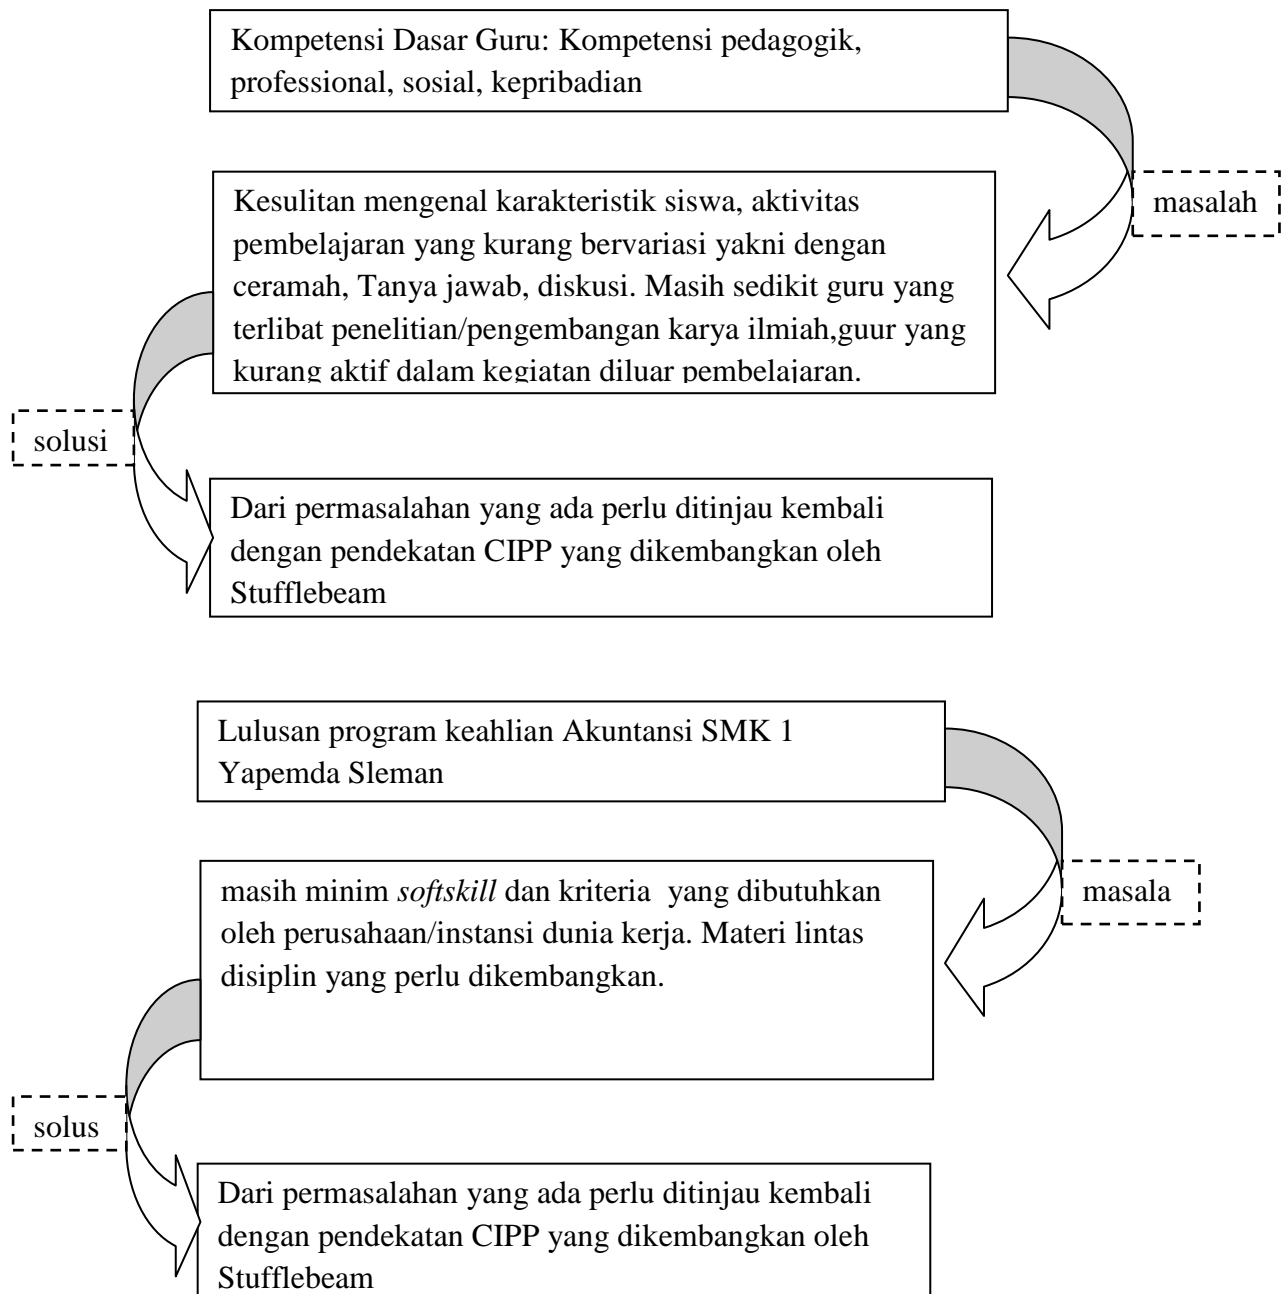 Kompetensi Dasar Guru: Kompetensi pedagogik,
professional, sosial, kepribadian
masalah
Kesulitan mengenal karakteristik siswa, aktivitas
pembelajaran yang kurang bervariasi yakni dengan
ceramah, Tanya jawab, diskusi. Masih sedikit guru yang
terlibat penelitian/pengembangan karya ilmiah,guur yang
kurang aktif dalam kegiatan diluar pembelajaran.
solusi
Dari permasalahan yang ada perlu ditinjau kembali
dengan pendekatan CIPP yang dikembangkan oleh
Stufflebeam
Lulusan program keahlian Akuntansi SMK 1
Yapemda Sleman
masala
masih minim softskill dan kriteria  yang dibutuhkan
oleh perusahaan/instansi dunia kerja. Materi lintas
disiplin yang perlu dikembangkan.
solus
Dari permasalahan yang ada perlu ditinjau kembali
dengan pendekatan CIPP yang dikembangkan oleh
Stufflebeam